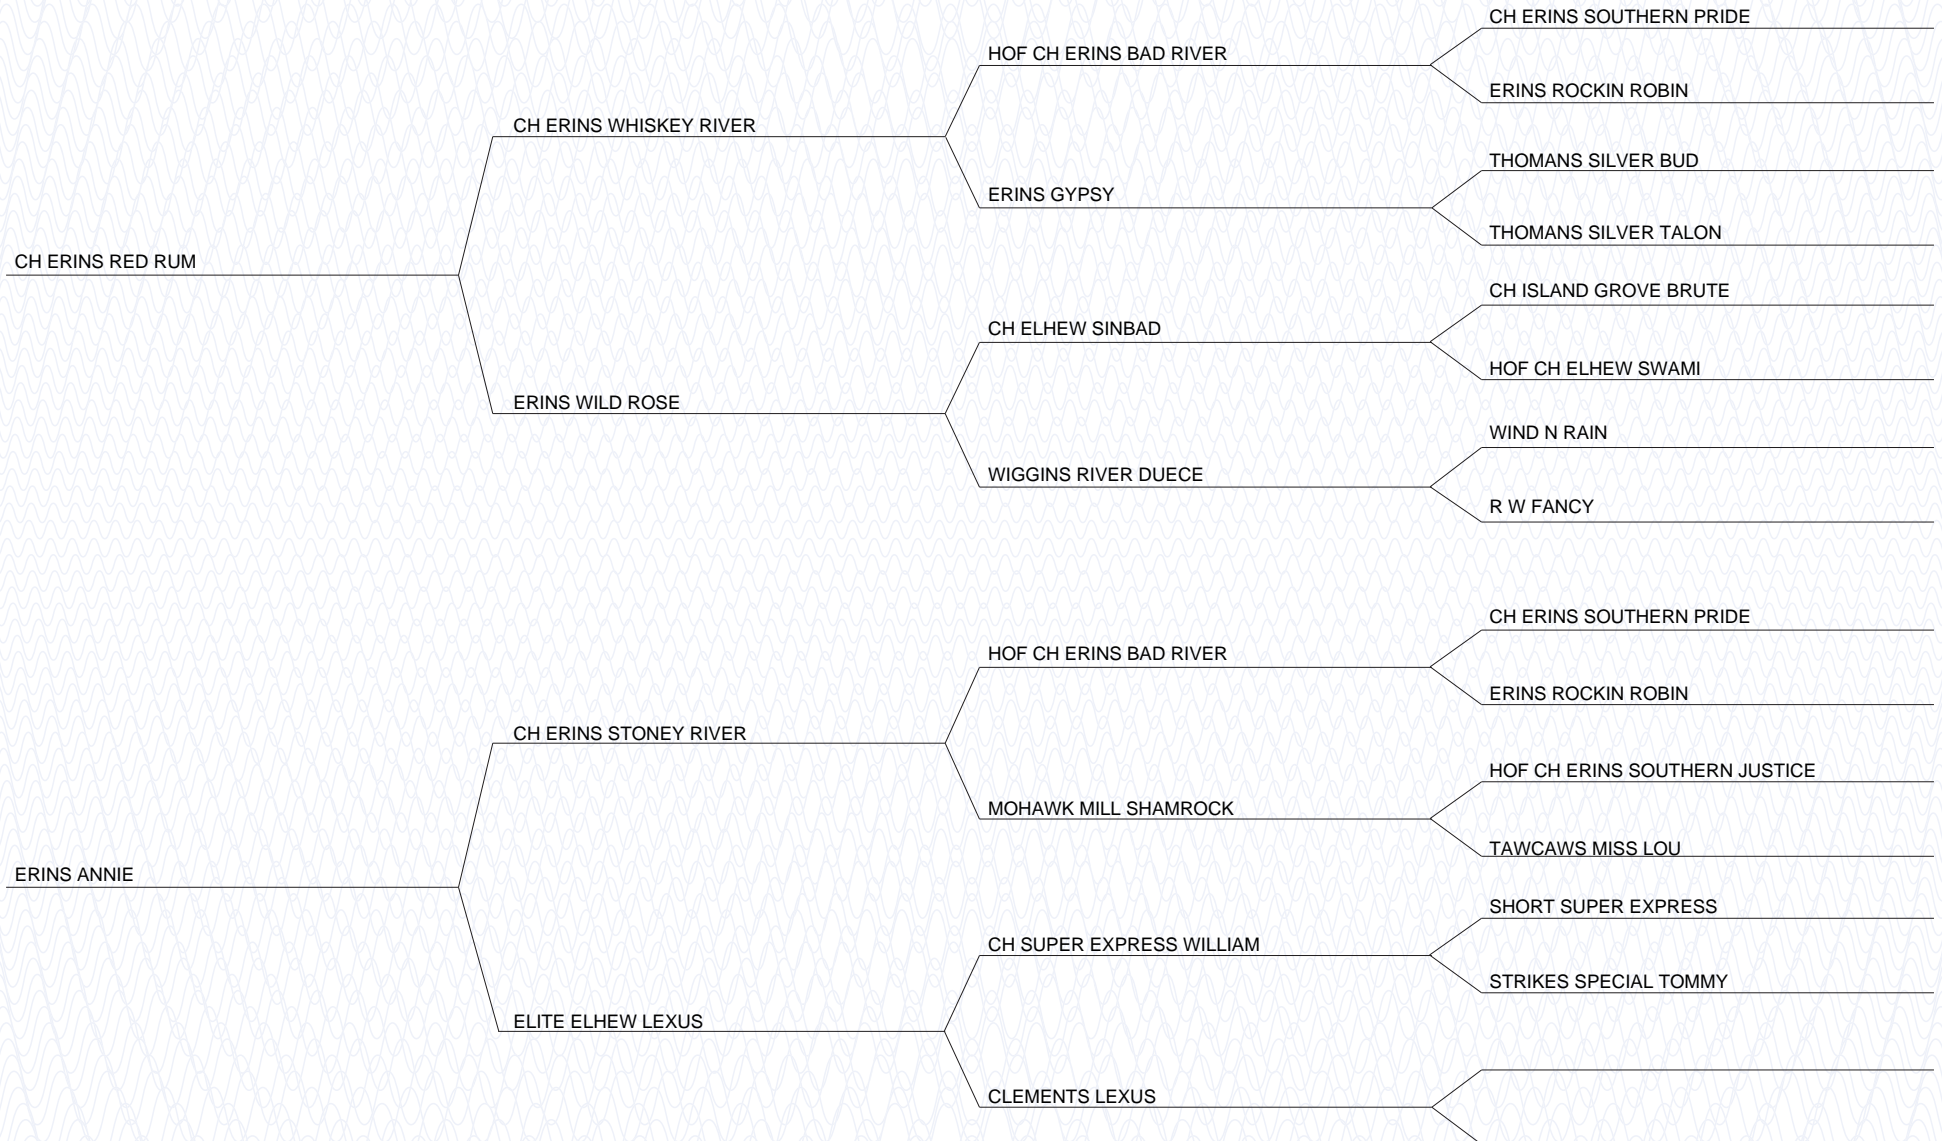 CH ERINS SOUTHERN PRIDE
HOF CH ERINS BAD RIVER
ERINS ROCKIN ROBIN
CH ERINS WHISKEY RIVER
THOMANS SILVER BUD
ERINS GYPSY
THOMANS SILVER TALON
CH ERINS RED RUM
CH ISLAND GROVE BRUTE
CH ELHEW SINBAD
HOF CH ELHEW SWAMI
ERINS WILD ROSE
WIND N RAIN
WIGGINS RIVER DUECE
R W FANCY
CH ERINS SOUTHERN PRIDE
HOF CH ERINS BAD RIVER
ERINS ROCKIN ROBIN
CH ERINS STONEY RIVER
HOF CH ERINS SOUTHERN JUSTICE
MOHAWK MILL SHAMROCK
TAWCAWS MISS LOU
ERINS ANNIE
SHORT SUPER EXPRESS
CH SUPER EXPRESS WILLIAM
STRIKES SPECIAL TOMMY
ELITE ELHEW LEXUS
CLEMENTS LEXUS